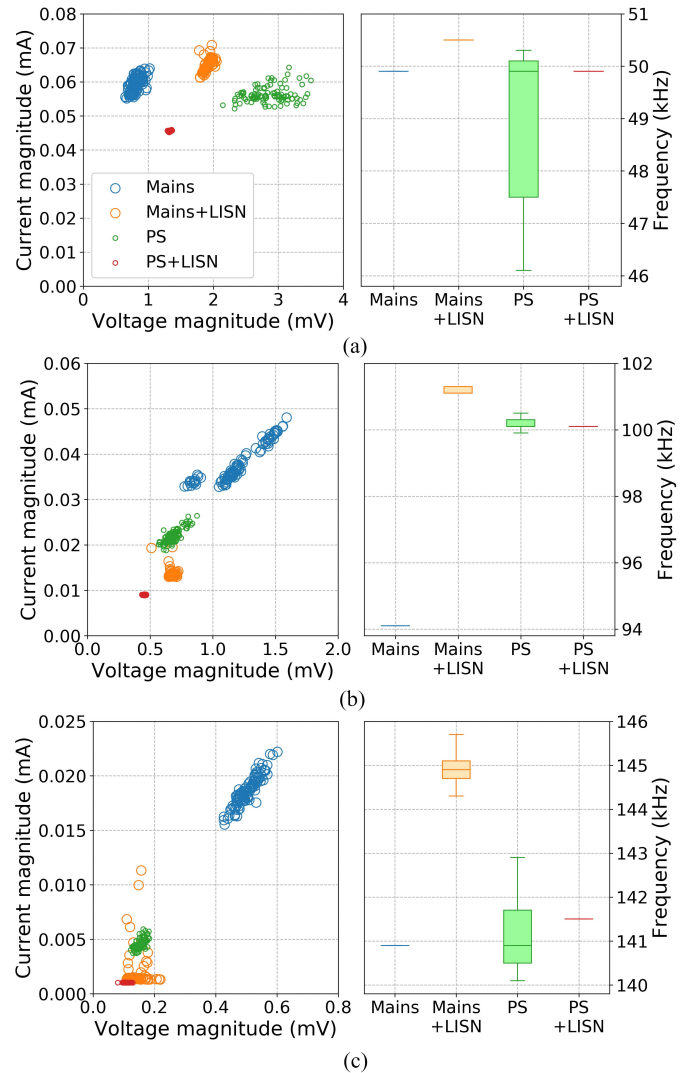 0.08
0.07
0.06
0.05
0.04
0.03
0.02
0.01
0.00
Current magnitude (mA)
Mains
Mains+LISN
PS
PS+LISN
0 1 2 3 4
Voltage magnitude (mV)
51
50
49
48
47
46
Frequency (kHz)
Mains Mains PS PS
+LISN +LISN
(a)
0.06
0.05
0.04
0.03
0.02
0.01
0.00
Current magnitude (mA)
0.0 0.5 1.0 1.5 2.0
Voltage magnitude (mV)
102
100
98
96
94
Frequency (kHz)
Mains Mains PS PS
+LISN +LISN
(b)
0.025
0.020
0.015
0.010
0.005
0.000
Current magnitude (mA)
0.0 0.2 0.4 0.6 0.8
Voltage magnitude (mV)
146
145
144
143
142
141
140
Frequency (kHz)
Mains Mains PS PS
+LISN +LISN
(c)